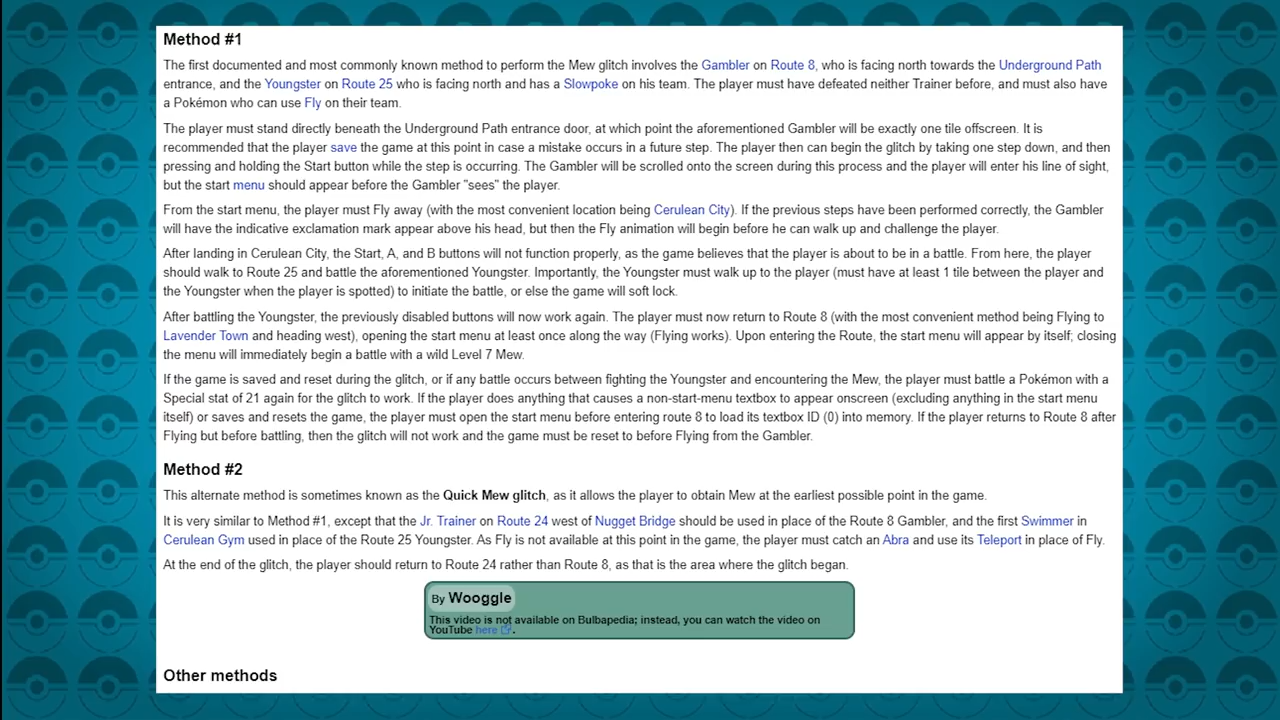 Method #1
The first documented and most commonly known method to perform the Mew glitch involves the Gambler on Route 8, who is facing north towards the Underground Path
entrance, and the Youngster on Route 25 who is facing north and has a Slowpoke on his team. The player must have defeated neither Trainer before, and must also have
a Pokémon who can use Fly on their team.
The player must stand directly beneath the Underground Path entrance door, at which point the aforementioned Gambler will be exactly one tile offscreen. It is
recommended that the player save the game at this point in case a mistake occurs in a future step. The player then can begin the glitch by taking one step down, and then
pressing and holding the Start button while the step is occurring. The Gambler will be scrolled onto the screen during this process and the player will enter his line of sight,
but the start menu should appear before the Gambler "sees" the player.
From the start menu, the player must Fly away (with the most convenient location being Cerulean City). If the previous steps have been performed correctly, the Gambler
will have the indicative exclamation mark appear above his head, but then the Fly animation will begin before he can walk up and challenge the player.
After landing in Cerulean City, the Start, A, and B buttons will not function properly, as the game believes that the player is about to be in a battle. From here, the player
should walk to Route 25 and battle the aforementioned Youngster. Importantly, the Youngster must walk up to the player (must have at least 1 tile between the player and
the Youngster when the player is spotted) to initiate the battle, or else the game will soft lock.
After battling the Youngster, the previously disabled buttons will now work again. The player must now return to Route 8 (with the most convenient method being Flying to
Lavender Town and heading west), opening the start menu at least once along the way (Flying works). Upon entering the Route, the start menu will appear by itself; closing
the menu will immediately begin a battle with a wild Level 7 Mew.
If the game is saved and reset during the glitch, or if any battle occurs between fighting the Youngster and encountering the Mew, the player must battle a Pokémon with a
Special stat of 21 again for the glitch to work. If the player does anything that causes a non-start-menu textbox to appear onscreen (excluding anything in the start menu
itself) or saves and resets the game, the player must open the start menu before entering route 8 to load its textbox ID (0) into memory. If the player returns to Route 8 after
Flying but before battling, then the glitch will not work and the game must be reset to before Flying from the Gambler.
Method #2
This alternate method is sometimes known as the Quick Mew glitch, as it allows the player to obtain Mew at the earliest possible point in the game.
It is very similar to Method #1, except that the Jr. Trainer on Route 24 west of Nugget Bridge should be used in place of the Route 8 Gambler, and the first Swimmer in
Cerulean Gym used in place of the Route 25 Youngster. As Fly is not available at this point in the game, the player must catch an Abra and use its Teleport in place of Fly.
At the end of the glitch, the player should return to Route 24 rather than Route 8, as that is the area where the glitch began.
By Wooggle
This video is not available on Bulbapedia; instead, you can watch the video on
YouTube here.
Other methods